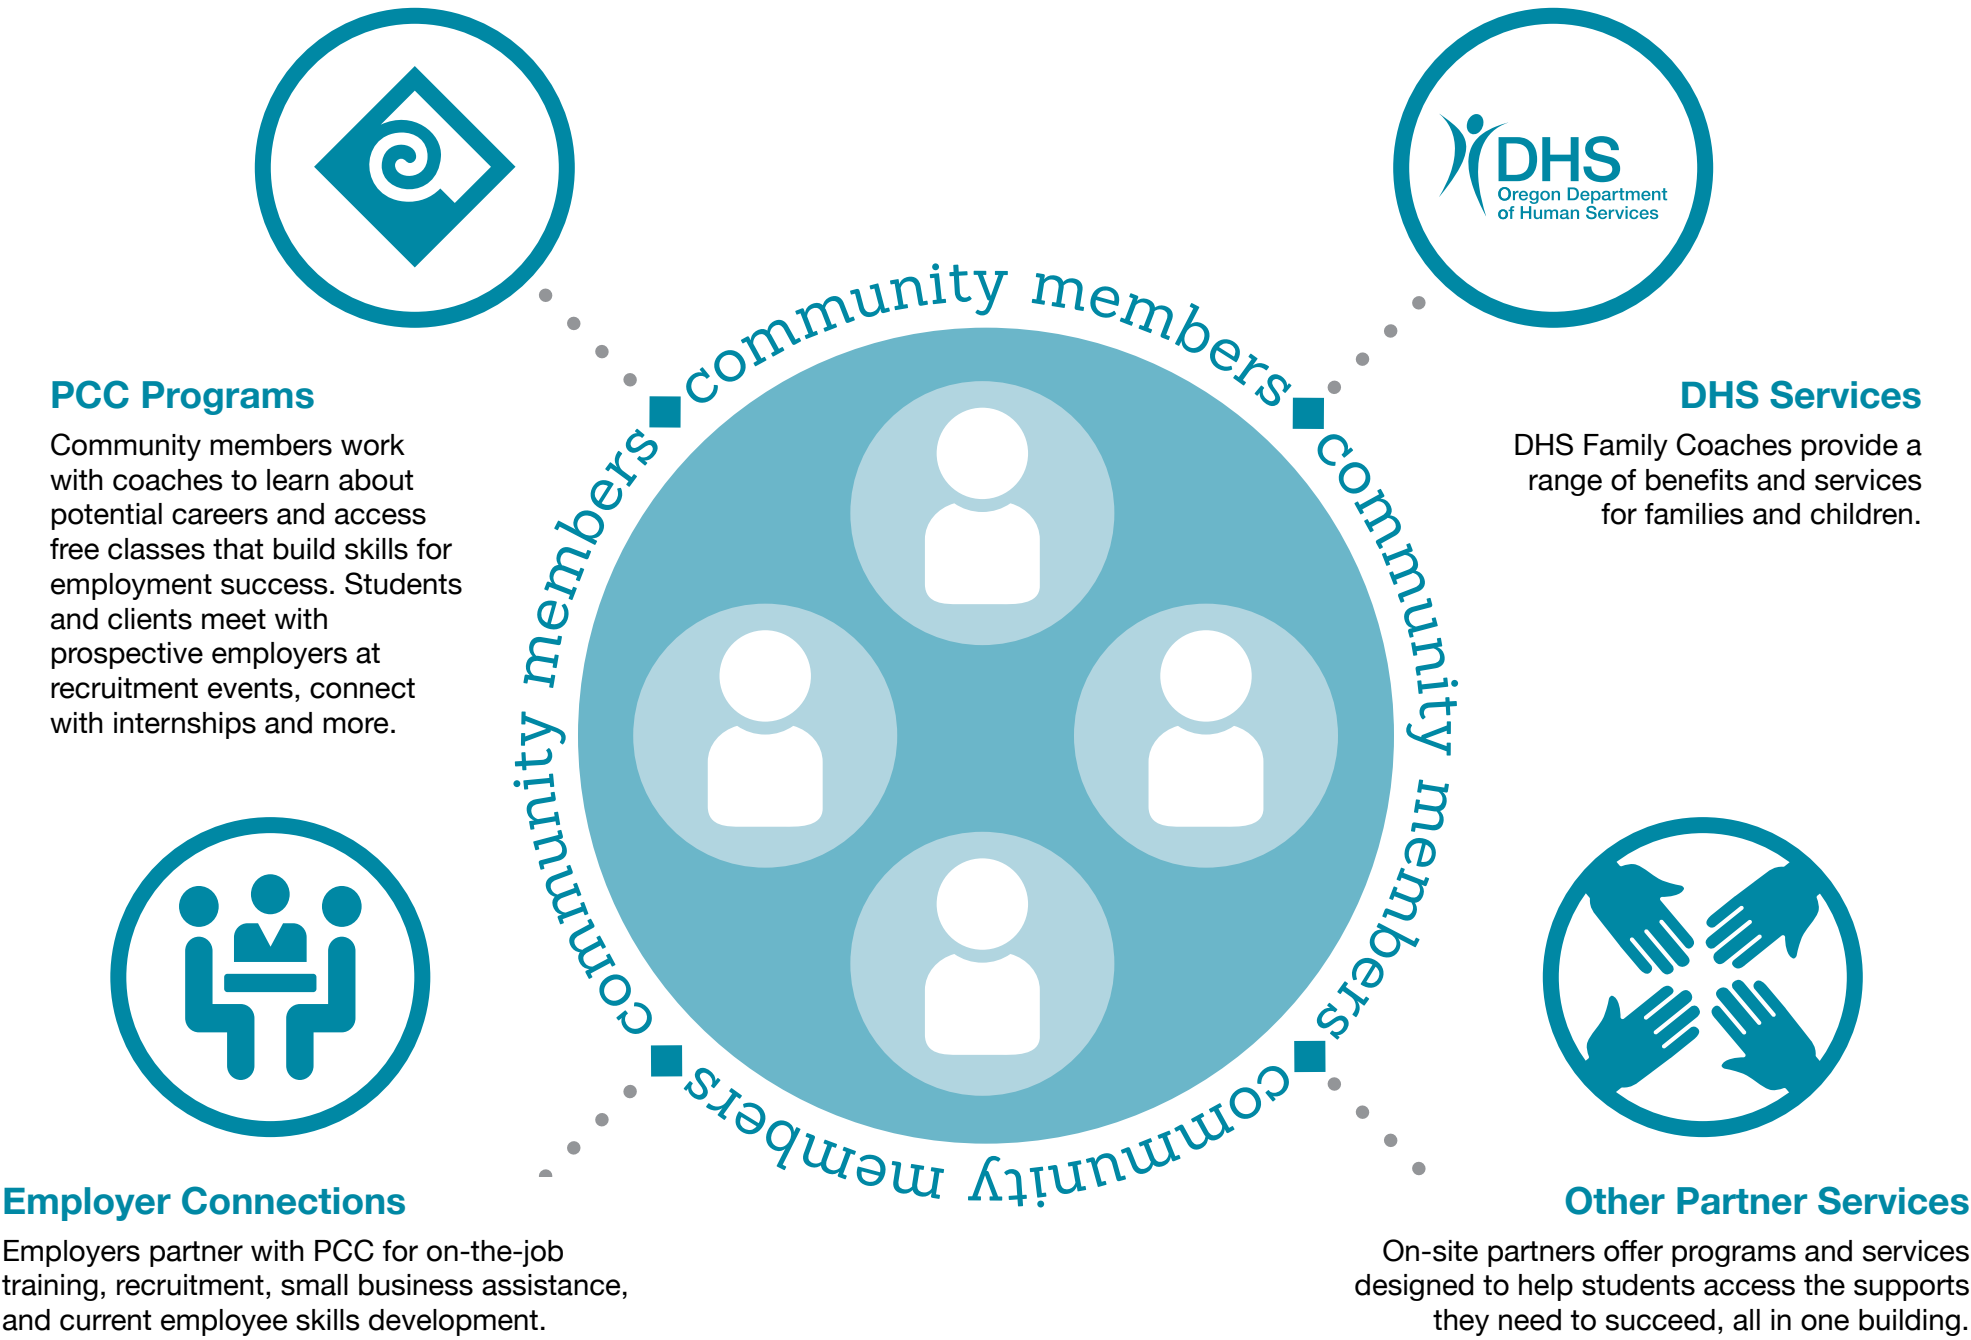 DHS
Oregon Department
of Human Services
community members
community members
community members
community members
PCC Programs
Community members work
with coaches to learn about
potential careers and access
free classes that build skills for
employment success. Students
and clients meet with
prospective employers at
recruitment events, connect
with internships and more.
DHS Services
DHS Family Coaches provide a
range of benefits and services
for families and children.
Employer Connections
Employers partner with PCC for on-the-job
training, recruitment, small business assistance,
and current employee skills development.
Other Partner Services
On-site partners offer programs and services
designed to help students access the supports
they need to succeed, all in one building.